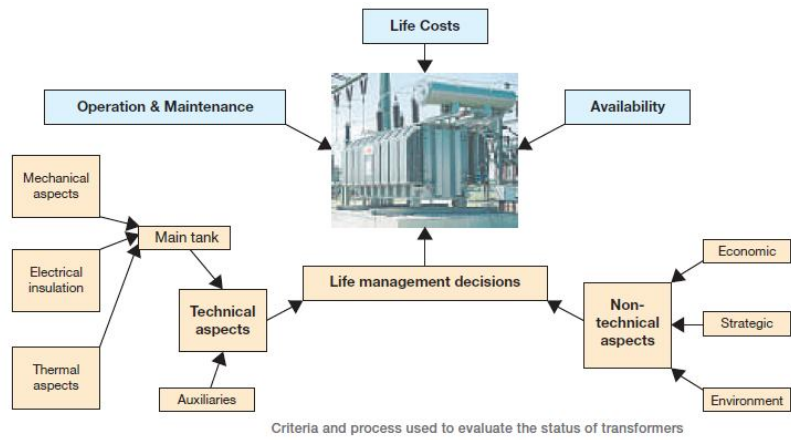 Life Costs
Operation & Maintenance
Availability
Mechanical
aspects
Main tank
Electrical
insulation
Thermal
aspects
Technical
aspects
Auxiliaries
Life management decisions
Non-
technical
aspects
Economic
Strategic
Environment
Criteria and process used to evaluate the status of transformers